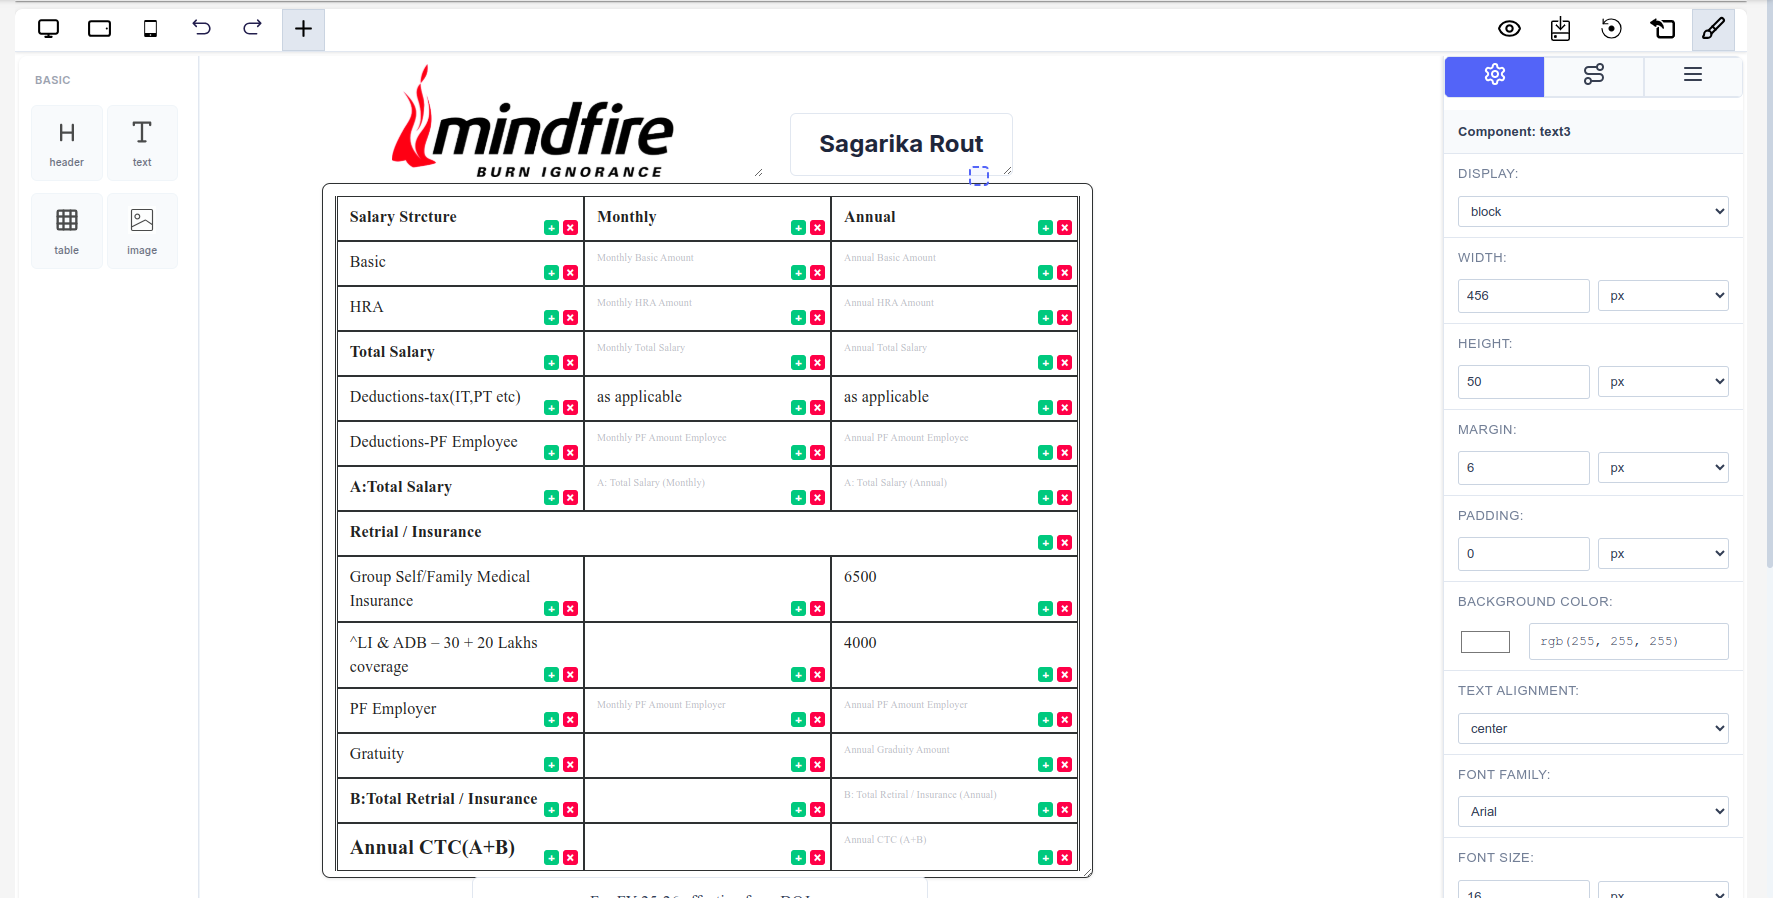 BASIC
H
header
T
text
table
image
mindfire
BURN IGNORANCE
Sagarika Rout
Salary Strcture
Monthly
Annual
Basic
Monthly Basic Amount
Annual Basic Amount
HRA
Monthly HRA Amount
Annual HRA Amount
Total Salary
Monthly Total Salary
Annual Total Salary
Deductions-tax(IT,PT etc)
as applicable
as applicable
Deductions-PF Employee
Monthly PF Amount Employee
Annual PF Amount Employee
A:Total Salary
A: Total Salary (Monthly)
A: Total Salary (Annual)
Retrial / Insurance
Group Self/Family Medical
Insurance
6500
^LI & ADB – 30 + 20 Lakhs
coverage
4000
PF Employer
Monthly PF Amount Employer
Annual PF Amount Employer
Gratuity
Annual Graduity Amount
B:Total Retrial / Insurance
B: Total Retiral / Insurance (Annual)
Annual CTC(A+B)
Annual CTC (A+B)
Component: text3
DISPLAY:
block
WIDTH:
456
px
HEIGHT:
50
px
MARGIN:
6
px
PADDING:
0
px
BACKGROUND COLOR:
rgb(255, 255, 255)
TEXT ALIGNMENT:
center
FONT FAMILY:
Arial
FONT SIZE:
16
px